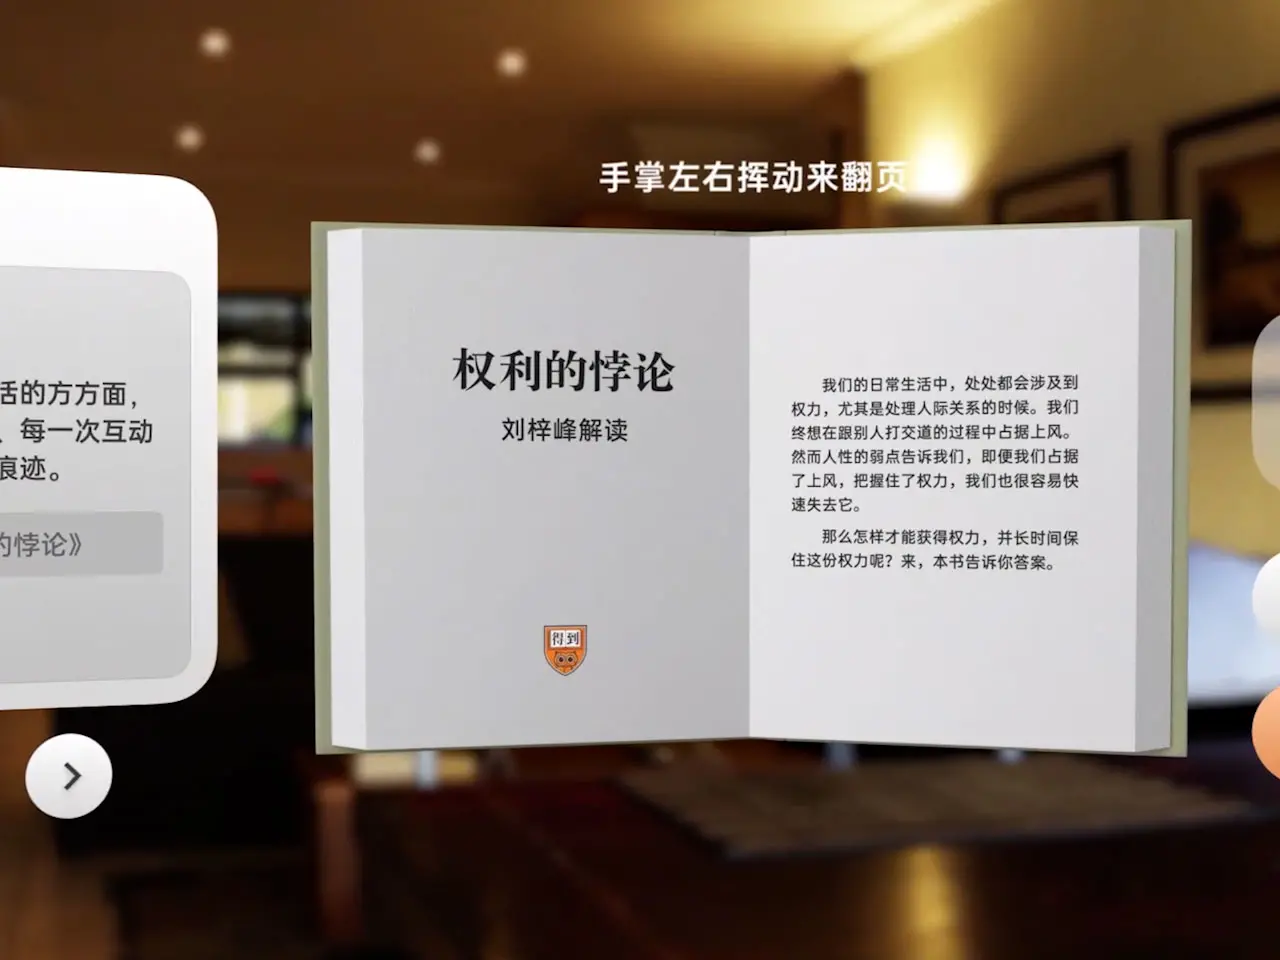 手掌左右挥动来翻页
活的方方面，
、每一次互动
痕迹。
的悖论》
权利的悖论
刘梓峰解读
得到
我们的日常生活中，处处都会涉及到
权力，尤其是处理人际关系的时候。我们
终想在跟别人打交道的过程中占据上风。
然而人性的弱点告诉我们，即便我们占据
了上风，把握住了权力，我们也很容易快
速失去它。
那么怎样才能获得权力，并长时间保
住这份权力呢？来，本书告诉你答案。